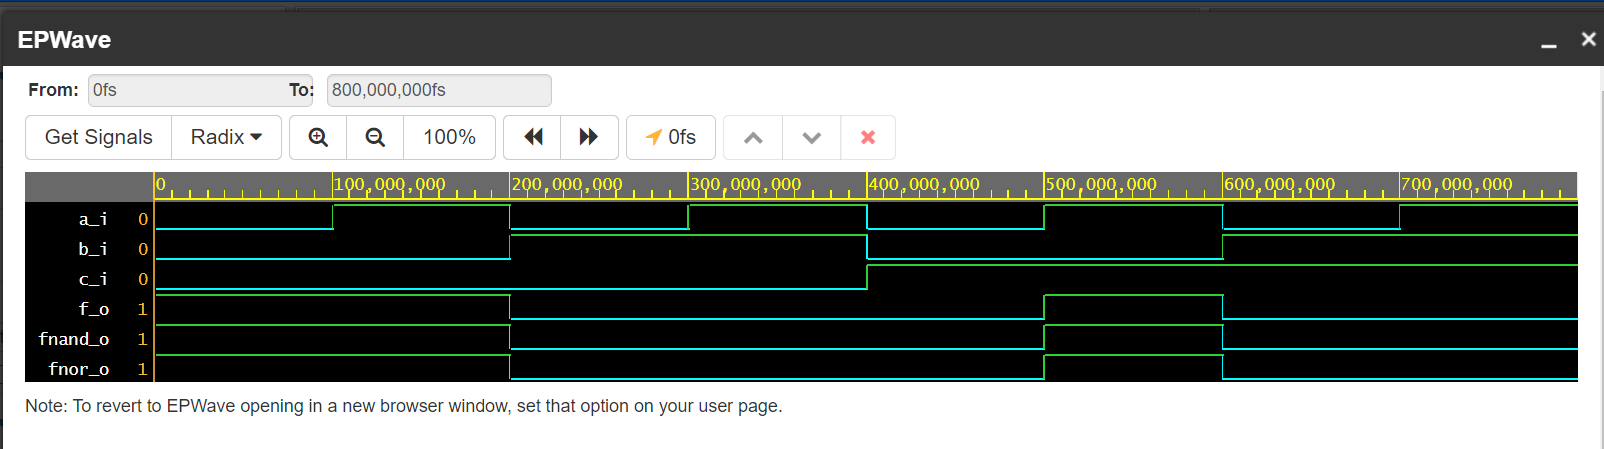 EPWave
From: 0fs To: 800,000,000fs
Get Signals Radix 100% 0fs
0 100,000,000 200,000,000 300,000,000 400,000,000 500,000,000 600,000,000 700,000,000
a_i 0
b_i 0
c_i 0
f_o 1
fnand_o 1
fnor_o 1
Note: To revert to EPWave opening in a new browser window, set that option on your user page.